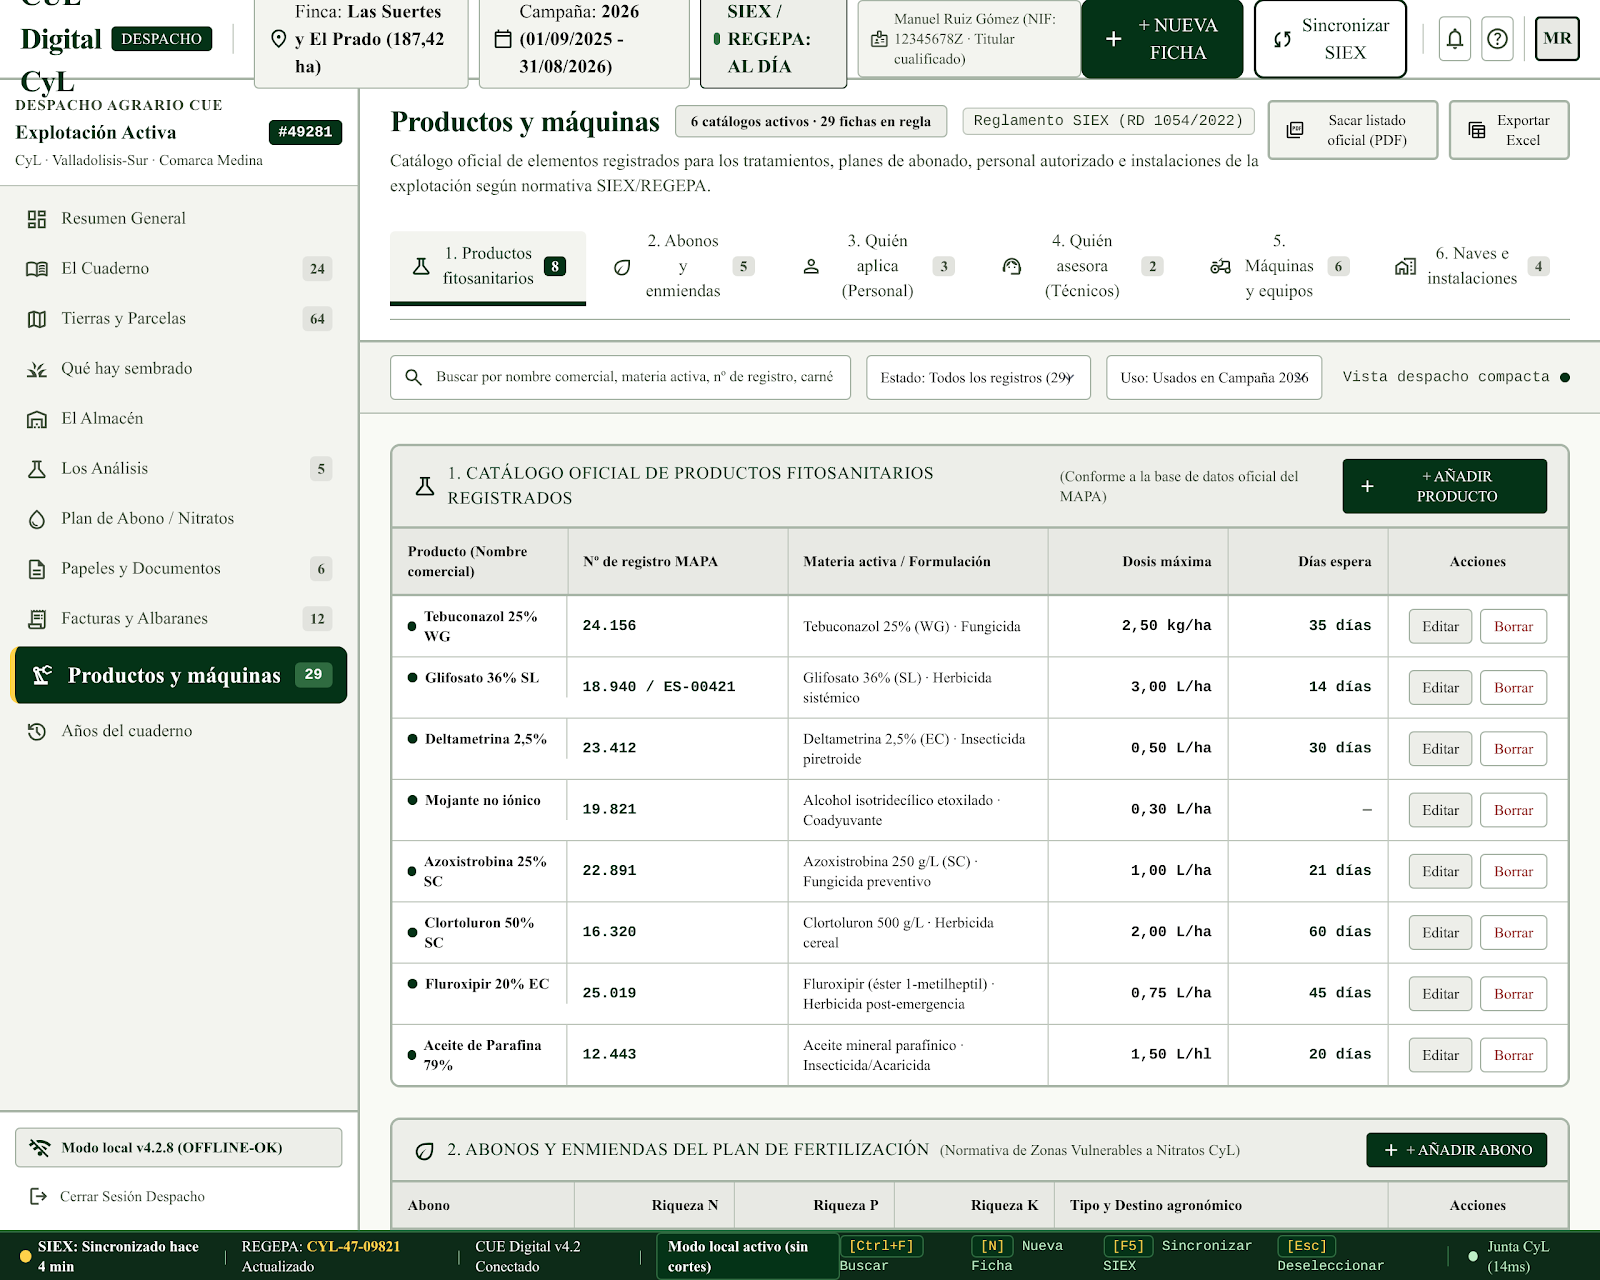 CUE
Digital
CyL
DESPACHO
Finca: Las Suertes
y El Prado (187,42
ha)
Campaña: 2026
(01/09/2025 -
31/08/2026)
SIEX /
REGEPA:
AL DÍA
Manuel Ruiz Gómez (NIF:
12345678Z · Titular
cualificado)
+ NUEVA
FICHA
Sincronizar
SIEX
MR
DESPACHO AGRARIO CUE
Explotación Activa
#49281
CyL · Valladolisis-Sur · Comarca Medina
Resumen General
El Cuaderno
24
Tierras y Parcelas
64
Qué hay sembrado
El Almacén
Los Análisis
5
Plan de Abono / Nitratos
Papeles y Documentos
6
Facturas y Albaranes
12
Productos y máquinas
29
Años del cuaderno
Modo local v4.2.8 (OFFLINE-OK)
Cerrar Sesión Despacho
Productos y máquinas
6 catálogos activos · 29 fichas en regla
Reglamento SIEX (RD 1054/2022)
Sacar listado
oficial (PDF)
Exportar
Excel
Catálogo oficial de elementos registrados para los tratamientos, planes de abonado, personal autorizado e instalaciones de la
explotación según normativa SIEX/REGEPA.
1. Productos
fitosanitarios
8
2. Abonos
y
enmiendas
5
3. Quién
aplica
(Personal)
3
4. Quién
asesora
(Técnicos)
2
5.
Máquinas
y equipos
6
6. Naves e
instalaciones
4
Buscar por nombre comercial, materia activa, nº de registro, carné
Estado: Todos los registros (29)
Uso: Usados en Campaña 2026
Vista despacho compacta
1. CATÁLOGO OFICIAL DE PRODUCTOS FITOSANITARIOS
REGISTRADOS
(Conforme a la base de datos oficial del
MAPA)
+ AÑADIR
PRODUCTO
Producto (Nombre
comercial)
Nº de registro MAPA
Materia activa / Formulación
Dosis máxima
Días espera
Acciones
Tebuconazol 25%
WG
24.156
Tebuconazol 25% (WG) · Fungicida
2,50 kg/ha
35 días
Editar
Borrar
Glifosato 36% SL
18.940 / ES-00421
Glifosato 36% (SL) · Herbicida
sistémico
3,00 L/ha
14 días
Editar
Borrar
Deltametrina 2,5%
23.412
Deltametrina 2,5% (EC) · Insecticida
piretroide
0,50 L/ha
30 días
Editar
Borrar
Mojante no iónico
19.821
Alcohol isotridecílico etoxilado ·
Coadyuvante
0,30 L/ha
—
Editar
Borrar
Azoxistrobina 25%
SC
22.891
Azoxistrobina 250 g/L (SC) ·
Fungicida preventivo
1,00 L/ha
21 días
Editar
Borrar
Clortoluron 50%
SC
16.320
Clortoluron 500 g/L · Herbicida
cereal
2,00 L/ha
60 días
Editar
Borrar
Fluroxipir 20% EC
25.019
Fluroxipir (éster 1-metilheptil) ·
Herbicida post-emergencia
0,75 L/ha
45 días
Editar
Borrar
Aceite de Parafina
79%
12.443
Aceite mineral parafínico ·
Insecticida/Acaricida
1,50 L/hl
20 días
Editar
Borrar
2. ABONOS Y ENMIENDAS DEL PLAN DE FERTILIZACIÓN
(Normativa de Zonas Vulnerables a Nitratos CyL)
+ AÑADIR ABONO
Abono
Riqueza N
Riqueza P
Riqueza K
Tipo y Destino agronómico
Acciones
SIEX: Sincronizado hace
4 min
REGEPA: CYL-47-09821
Actualizado
CUE Digital v4.2
Conectado
Modo local activo (sin
cortes)
[Ctrl+F]
Buscar
[N] Nueva
Ficha
[F5] Sincronizar
SIEX
[Esc]
Deseleccionar
Junta CyL
(14ms)